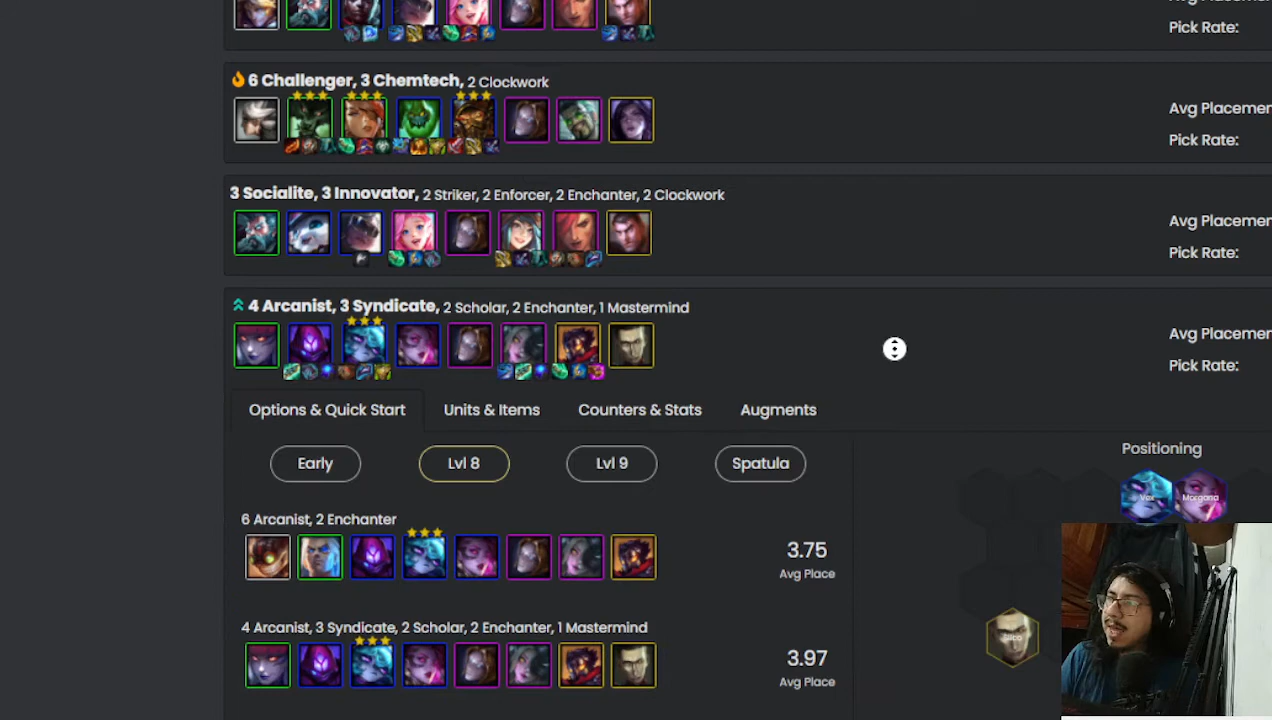 Pick Rate:
6 Challenger, 3 Chemtech, 2 Clockwork
Avg Placemen
Pick Rate:
3 Socialite, 3 Innovator, 2 Striker, 2 Enforcer, 2 Enchanter, 2 Clockwork
Avg Placemen
Pick Rate:
4 Arcanist, 3 Syndicate, 2 Scholar, 2 Enchanter, 1 Mastermind
Avg Placemen
Pick Rate:
Options & Quick Start Units & Items Counters & Stats Augments
Early Lvl 8 Lvl 9 Spatula
Positioning
Vex Morgana
6 Arcanist, 2 Enchanter
3.75
Avg Place
4 Arcanist, 3 Syndicate, 2 Scholar, 2 Enchanter, 1 Mastermind
Silco
3.97
Avg Place